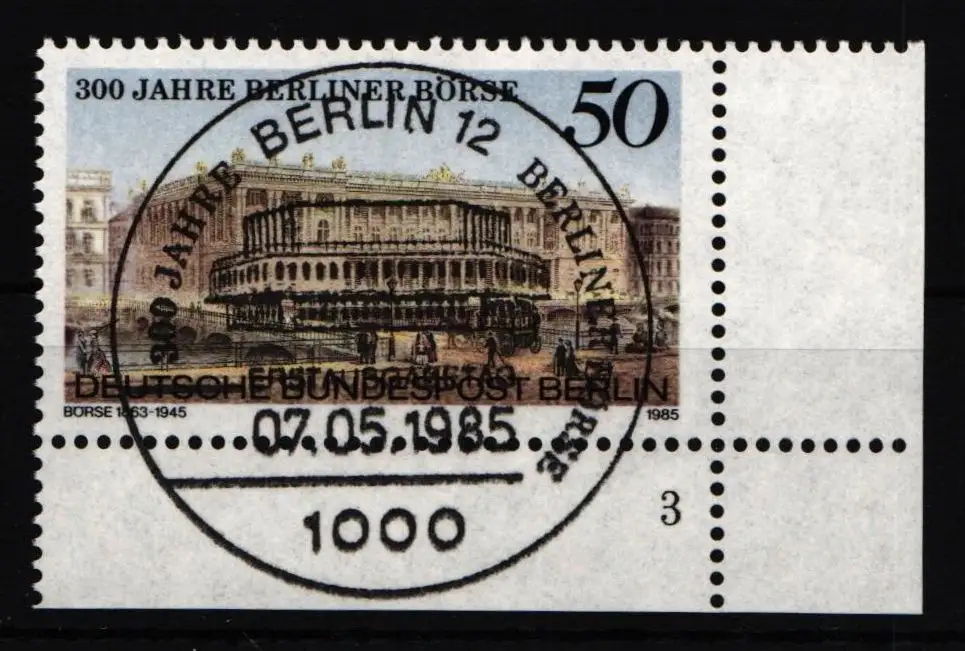 300 JAHRE BERLINER BÖRSE
50
BERLIN 12
300 JAHRE BERLINER BÖRSE
ERSTAUSGABETAG
DEUTSCHE BUNDESPOST BERLIN
BÖRSE 1863-1945
1985
07.05.1985
1000
3